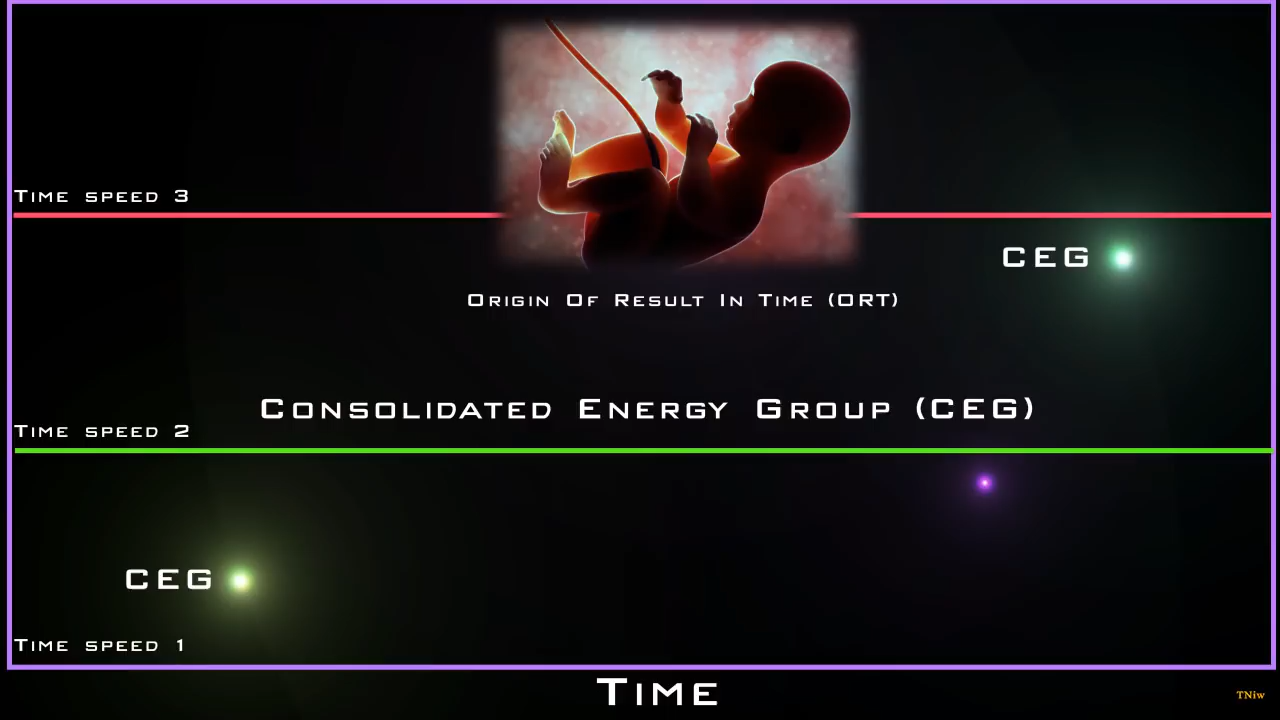 Time speed 3
CEG
Origin Of Result In Time (ORT)
Consolidated Energy Group (CEG)
Time speed 2
CEG
Time speed 1
Time
TNiw